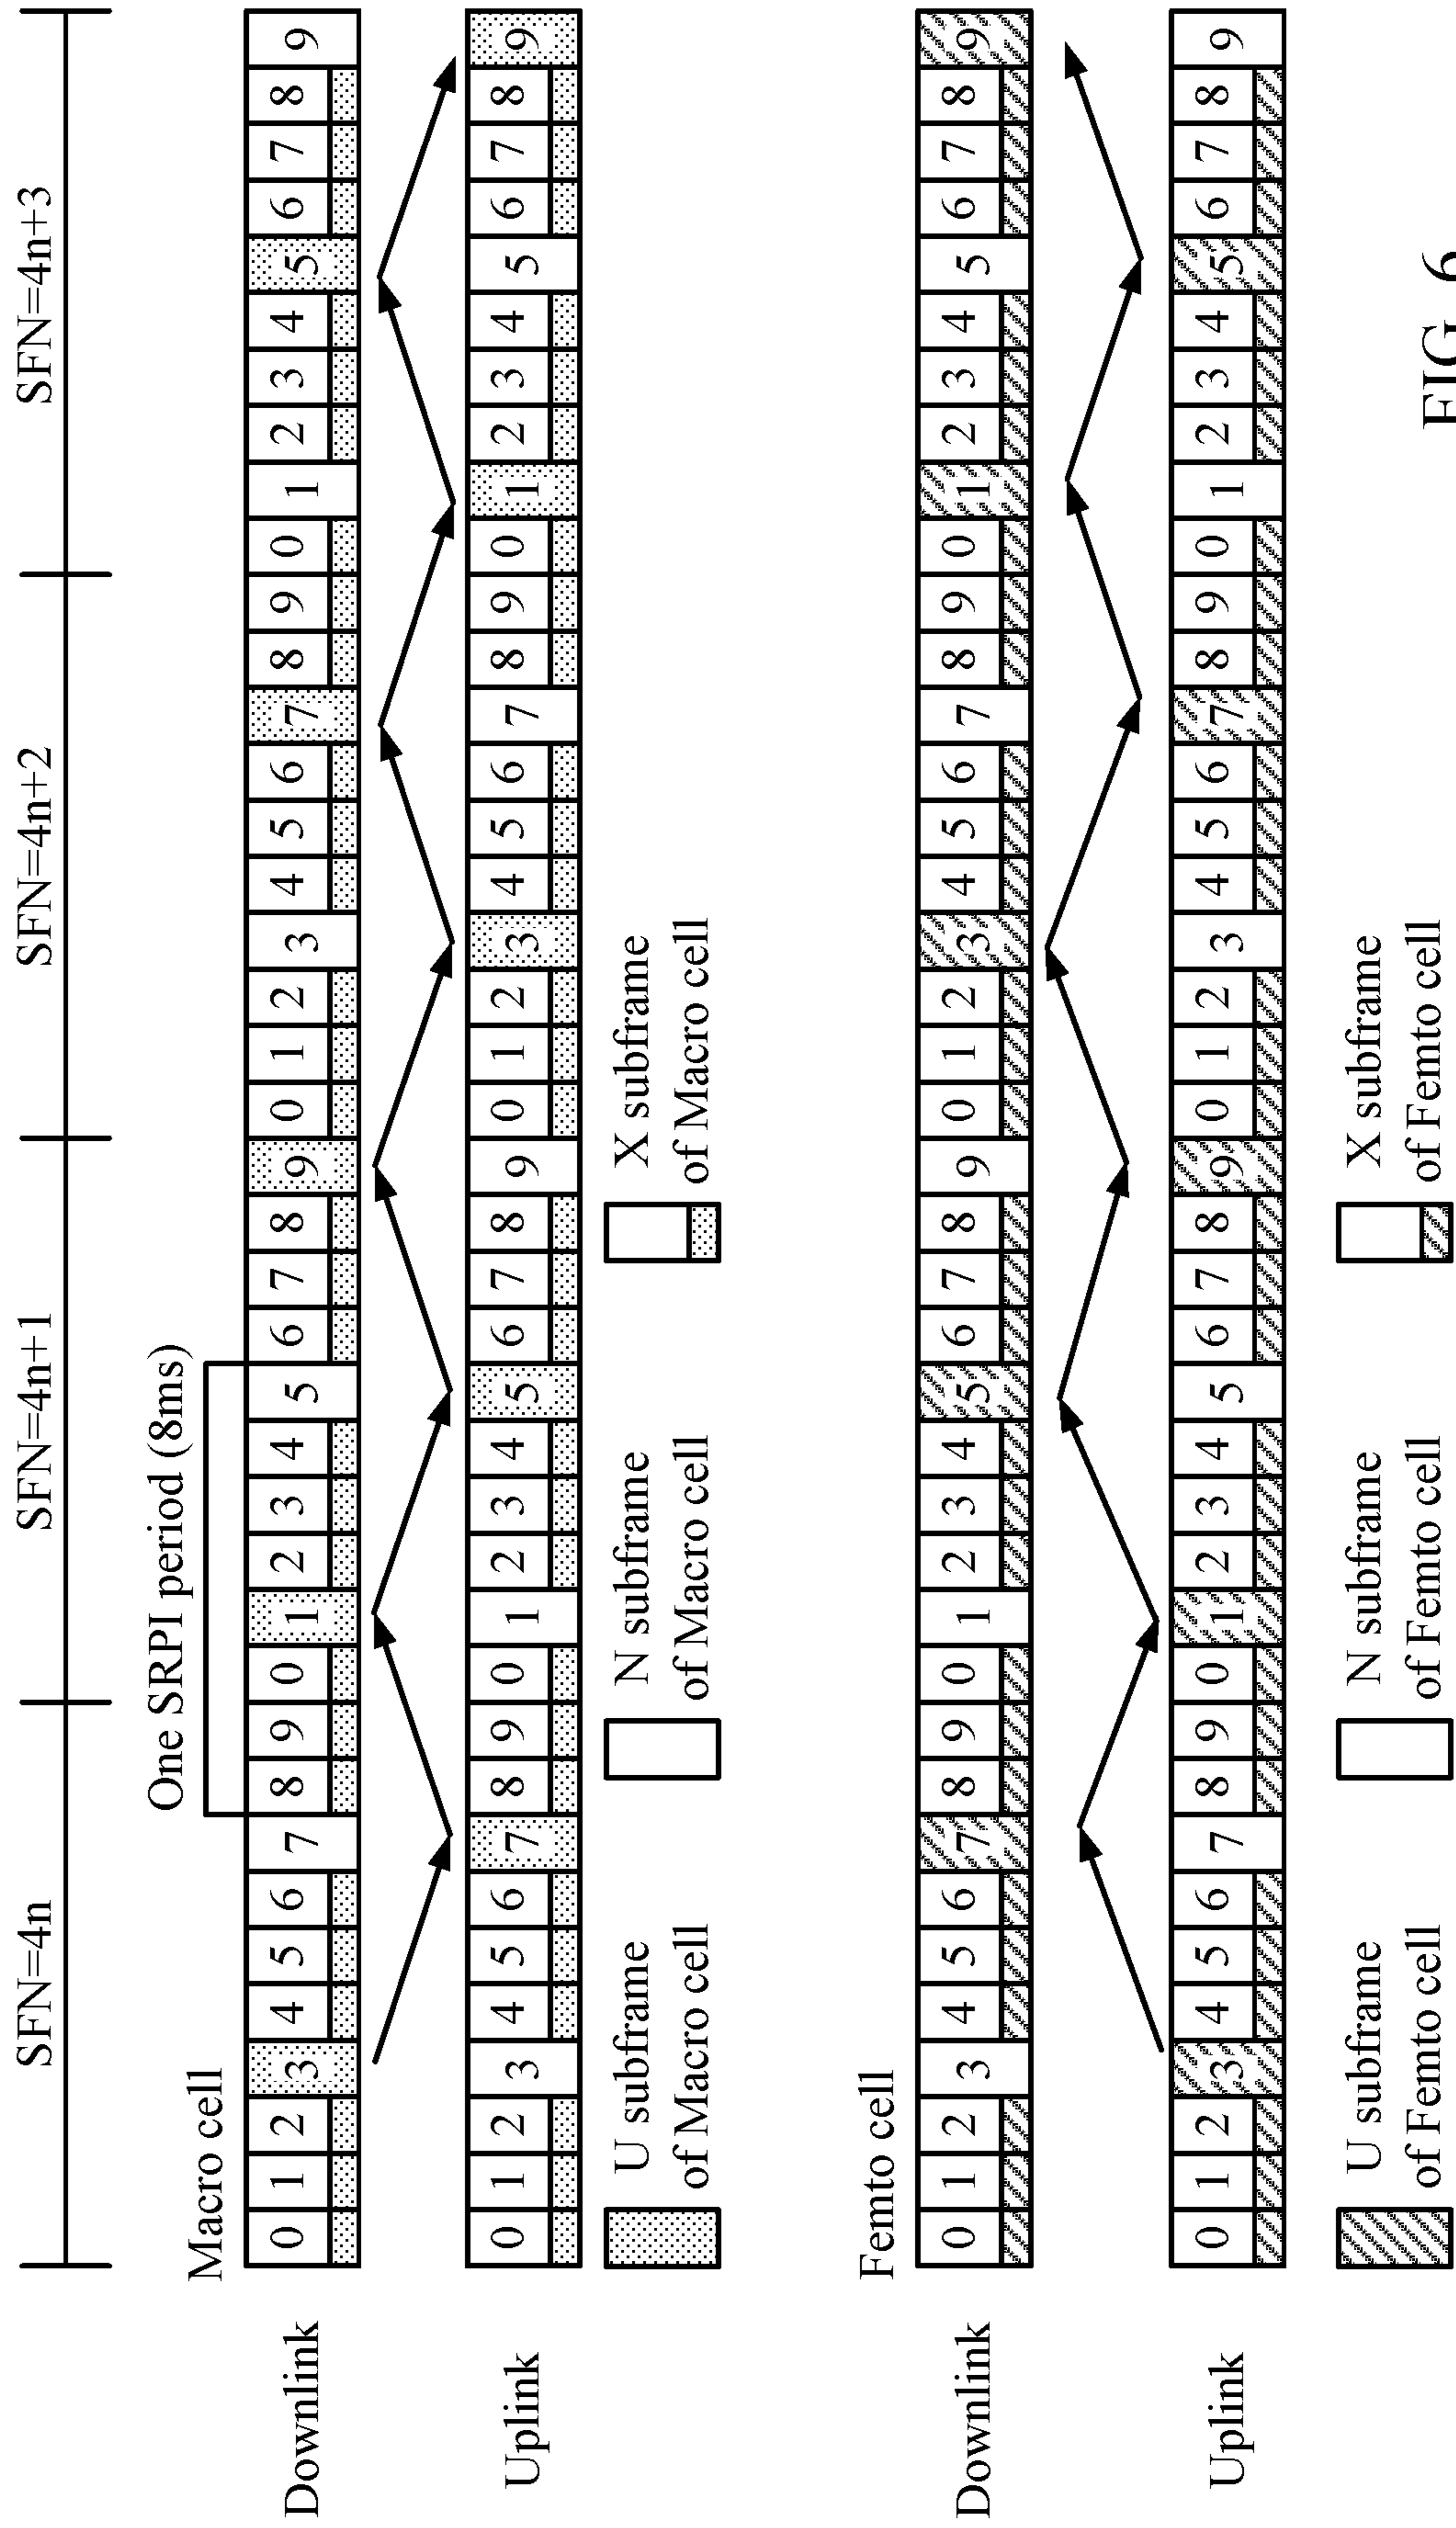 SFN=4n SFN=4n+1 SFN=4n+2 SFN=4n+3
One SRPI period (8ms)
Macro cell
Downlink 0 1 2 3 4 5 6 7 8 9 0 1 2 3 4 5 6 7 8 9 0 1 2 3 4 5 6 7 8 9 0 1 2 3 4 5 6 7 8 9
Uplink 0 1 2 3 4 5 6 7 8 9 0 1 2 3 4 5 6 7 8 9 0 1 2 3 4 5 6 7 8 9 0 1 2 3 4 5 6 7 8 9
U subframe
of Macro cell
N subframe
of Macro cell
X subframe
of Macro cell
Femto cell
Downlink 0 1 2 3 4 5 6 7 8 9 0 1 2 3 4 5 6 7 8 9 0 1 2 3 4 5 6 7 8 9 0 1 2 3 4 5 6 7 8 9
Uplink 0 1 2 3 4 5 6 7 8 9 0 1 2 3 4 5 6 7 8 9 0 1 2 3 4 5 6 7 8 9 0 1 2 3 4 5 6 7 8 9
U subframe
of Femto cell
N subframe
of Femto cell
X subframe
of Femto cell
FIG. 6